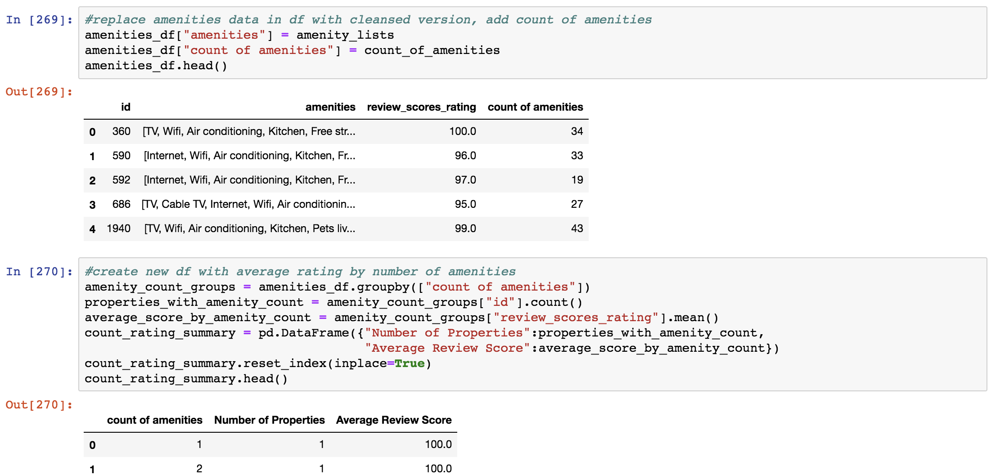 In [269]: #replace amenities data in df with cleansed version, add count of amenities
amenities_df["amenities"] = amenity_lists
amenities_df["count of amenities"] = count_of_amenities
amenities_df.head()
Out[269]:
id amenities review_scores_rating count of amenities
0 360 [TV, Wifi, Air conditioning, Kitchen, Free str... 100.0 34
1 590 [Internet, Wifi, Air conditioning, Kitchen, Fr... 96.0 33
2 592 [Internet, Wifi, Air conditioning, Kitchen, Fr... 97.0 19
3 686 [TV, Cable TV, Internet, Wifi, Air conditionin... 95.0 27
4 1940 [TV, Wifi, Air conditioning, Kitchen, Pets liv... 99.0 43
In [270]: #create new df with average rating by number of amenities
amenity_count_groups = amenities_df.groupby(["count of amenities"])
properties_with_amenity_count = amenity_count_groups["id"].count()
average_score_by_amenity_count = amenity_count_groups["review_scores_rating"].mean()
count_rating_summary = pd.DataFrame({"Number of Properties":properties_with_amenity_count,
"Average Review Score":average_score_by_amenity_count})
count_rating_summary.reset_index(inplace=True)
count_rating_summary.head()
Out[270]:
count of amenities Number of Properties Average Review Score
0 1 1 100.0
1 2 1 100.0